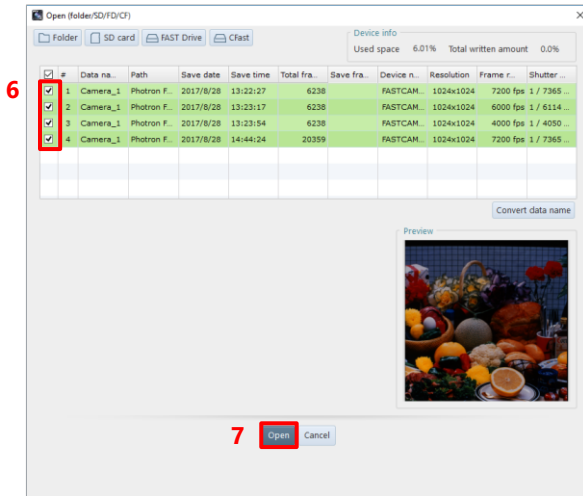 Open (folder/SD/FD/CF)
Folder SD card FAST Drive CFast
Device info
Used space 6.01% Total written amount 0.0%
# Data na... Path Save date Save time Total fra... Save fra... Device n... Resolution Frame r... Shutter ...
6
1 Camera_1 Photron F... 2017/8/28 13:22:27 6238 FASTCAM... 1024x1024 7200 fps 1 / 7365 ...
2 Camera_1 Photron F... 2017/8/28 13:23:17 6238 FASTCAM... 1024x1024 6000 fps 1 / 6114 ...
3 Camera_1 Photron F... 2017/8/28 13:23:54 6238 FASTCAM... 1024x1024 4000 fps 1 / 4050 ...
4 Camera_1 Photron F... 2017/8/28 14:44:24 20359 FASTCAM... 1024x1024 7200 fps 1 / 7365 ...
Convert data name
Preview
7 Open Cancel